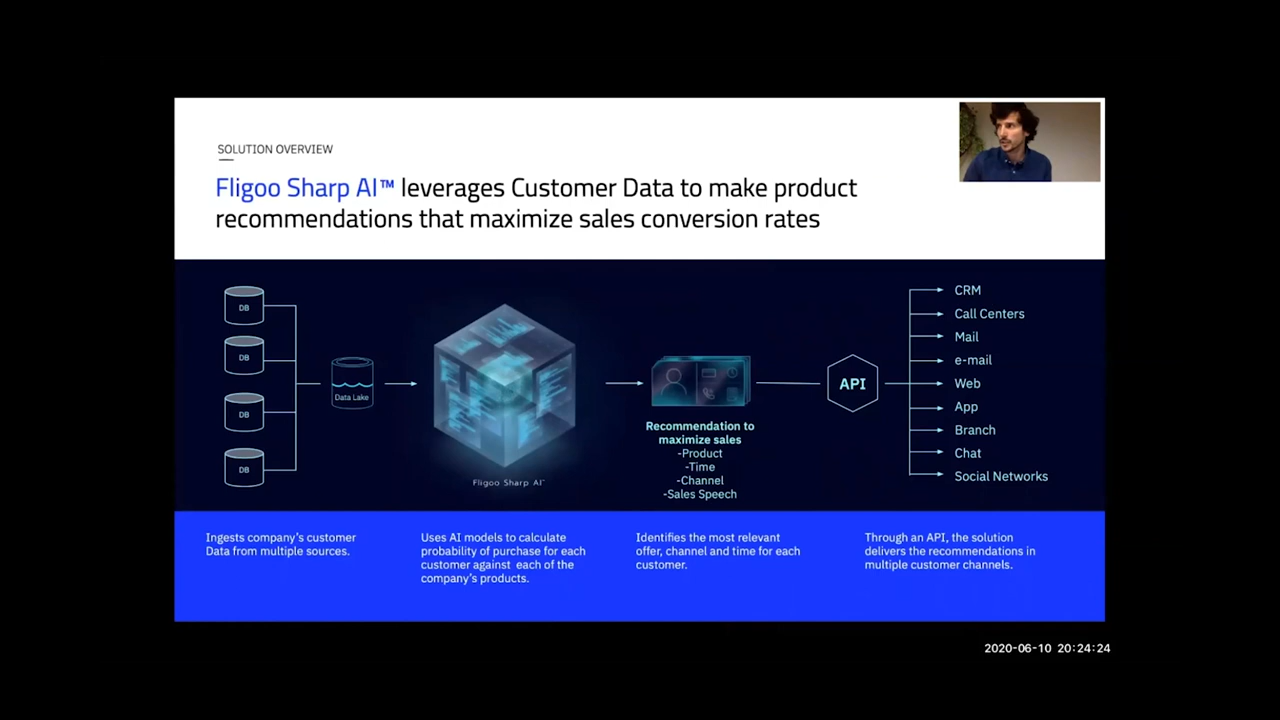 SOLUTION OVERVIEW
Fligoo Sharp AI™ leverages Customer Data to make product
recommendations that maximize sales conversion rates
DB
DB
DB
DB
Data Lake
Fligoo Sharp AI™
Recommendation to
maximize sales
-Product
-Time
-Channel
-Sales Speech
API
CRM
Call Centers
Mail
e-mail
Web
App
Branch
Chat
Social Networks
Ingests company's customer
Data from multiple sources.
Uses AI models to calculate
probability of purchase for each
customer against each of the
company's products.
Identifies the most relevant
offer, channel and time for each
customer.
Through an API, the solution
delivers the recommendations in
multiple customer channels.
2020-06-10 20:24:24